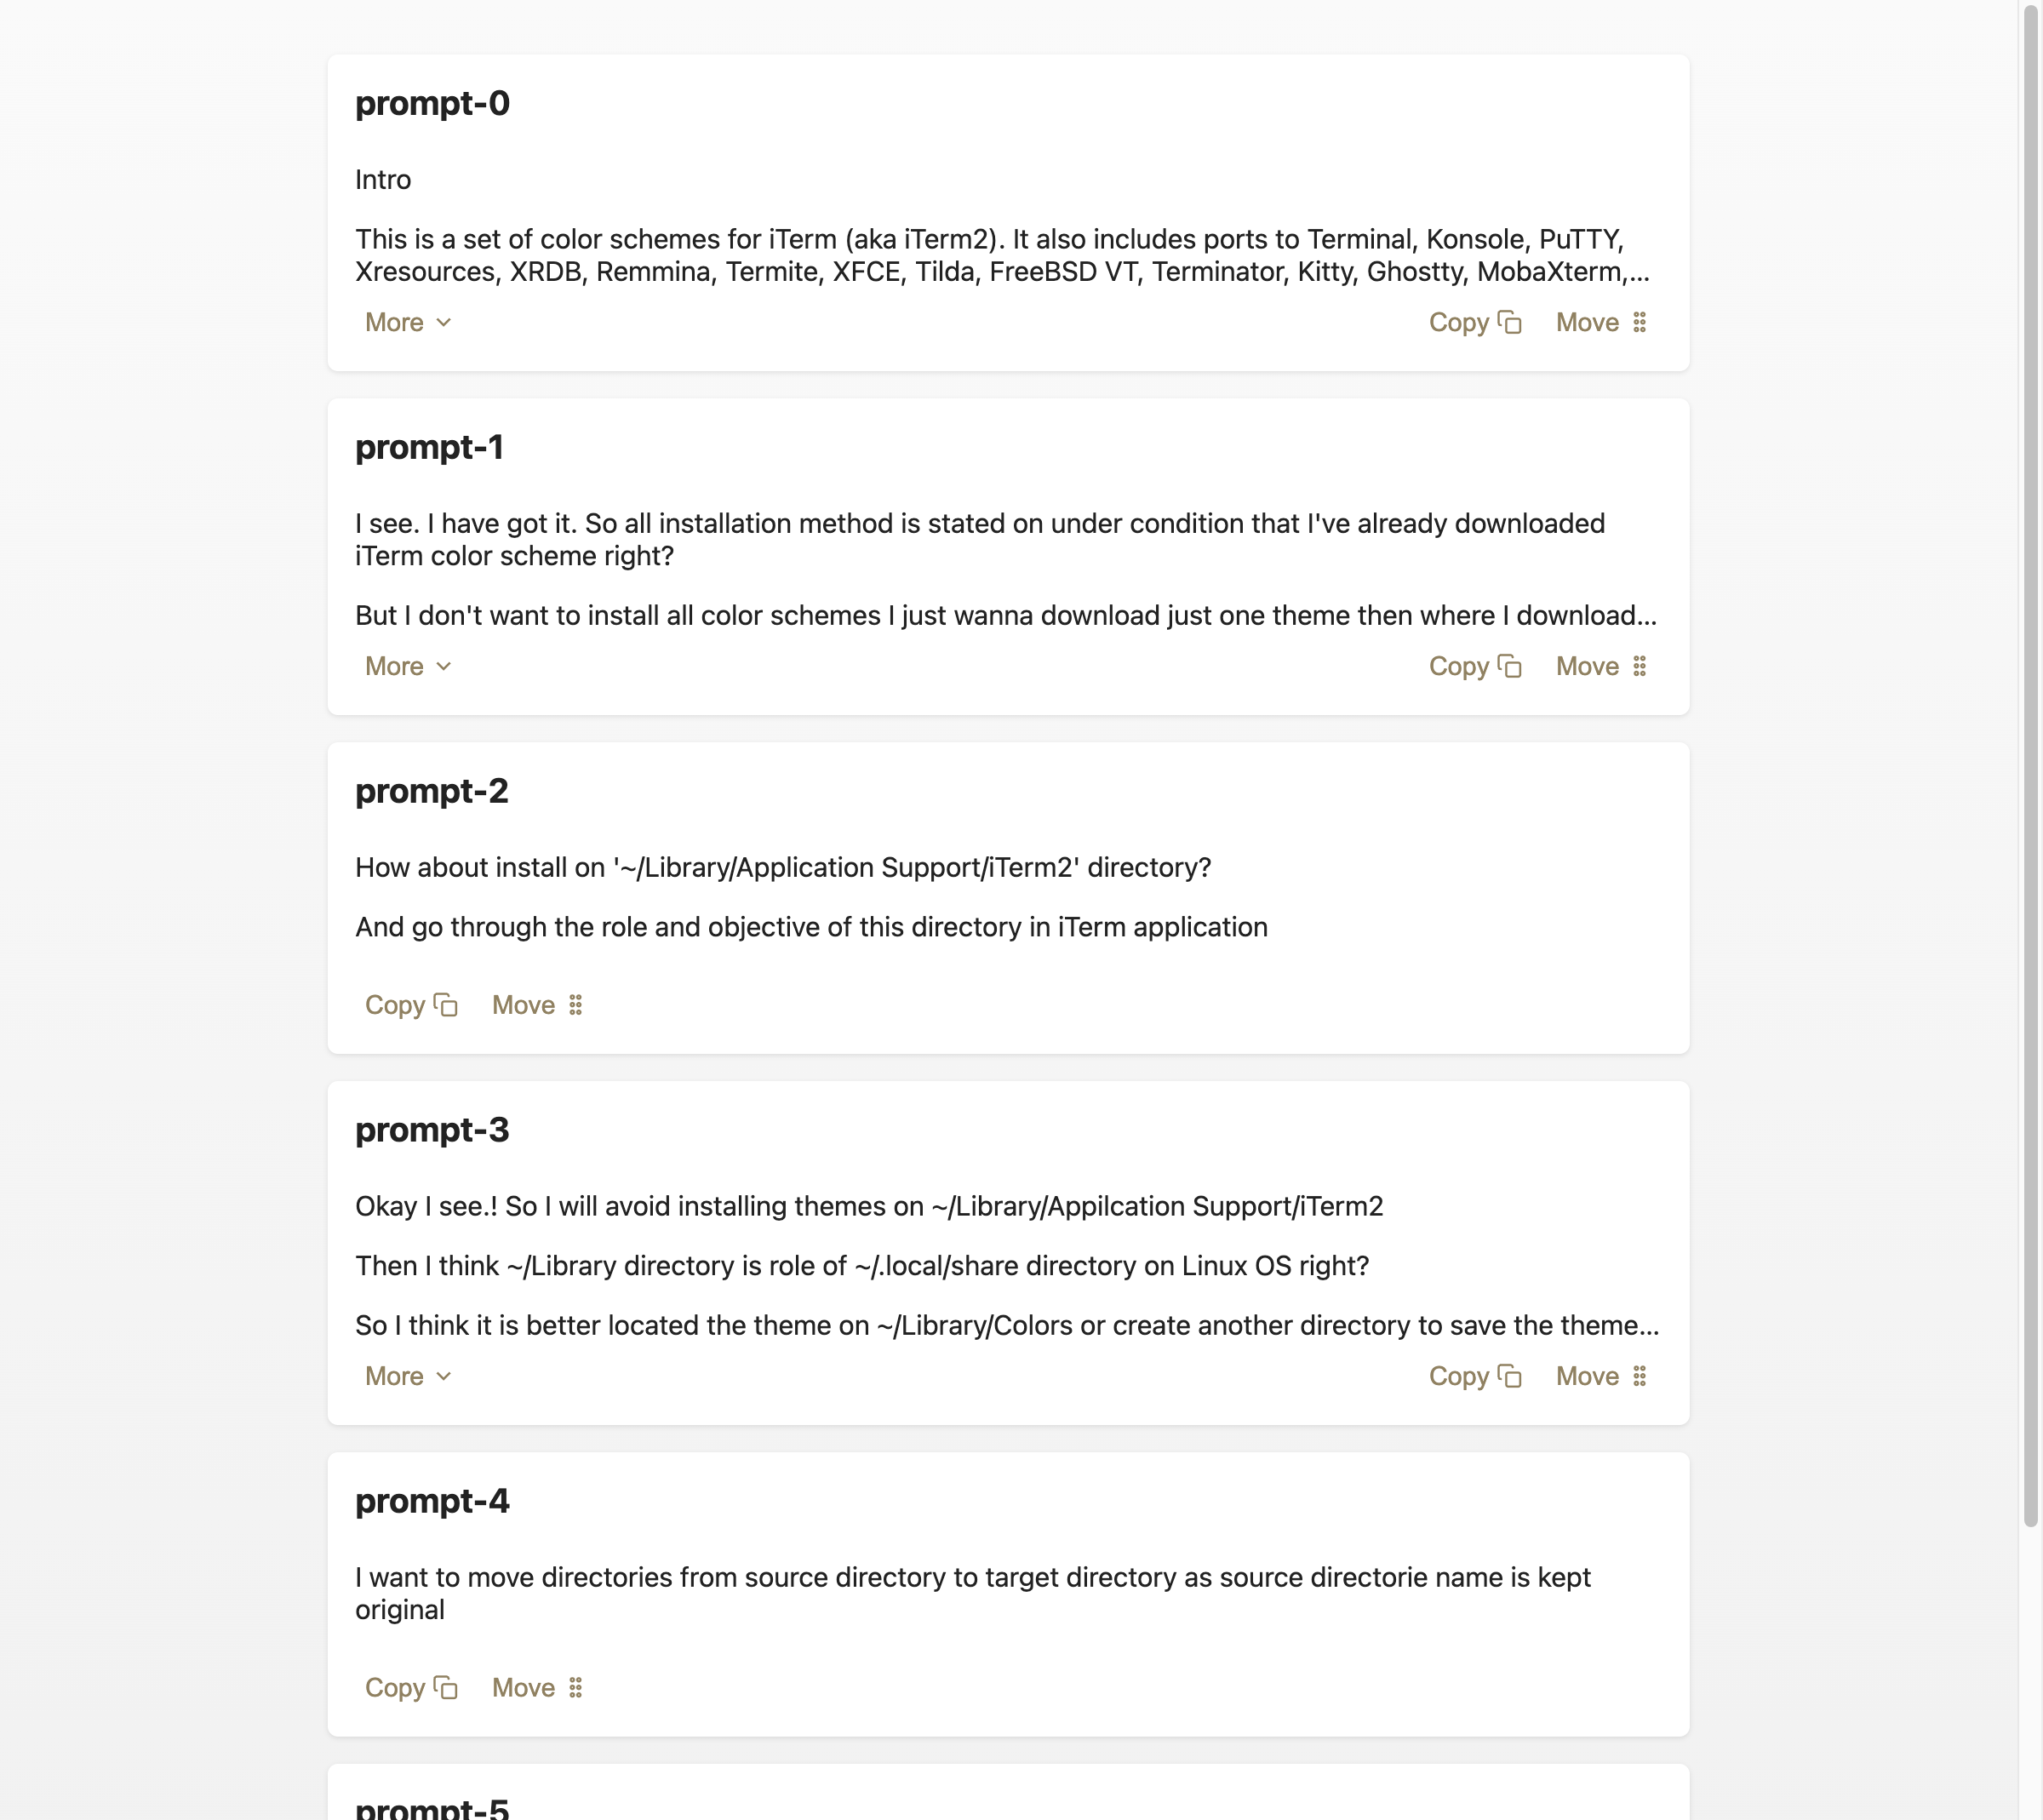 prompt-0
Intro
This is a set of color schemes for iTerm (aka iTerm2). It also includes ports to Terminal, Konsole, PuTTY,
Xresources, XRDB, Remmina, Termite, XFCE, Tilda, FreeBSD VT, Terminator, Kitty, Ghostty, MobaXterm,...
More
Copy Move
prompt-1
I see. I have got it. So all installation method is stated on under condition that I've already downloaded
iTerm color scheme right?
But I don't want to install all color schemes I just wanna download just one theme then where I download...
More
Copy Move
prompt-2
How about install on '~/Library/Application Support/iTerm2' directory?
And go through the role and objective of this directory in iTerm application
Copy Move
prompt-3
Okay I see.! So I will avoid installing themes on ~/Library/Appilcation Support/iTerm2
Then I think ~/Library directory is role of ~/.local/share directory on Linux OS right?
So I think it is better located the theme on ~/Library/Colors or create another directory to save the theme...
More
Copy Move
prompt-4
I want to move directories from source directory to target directory as source directorie name is kept
original
Copy Move
prompt-5